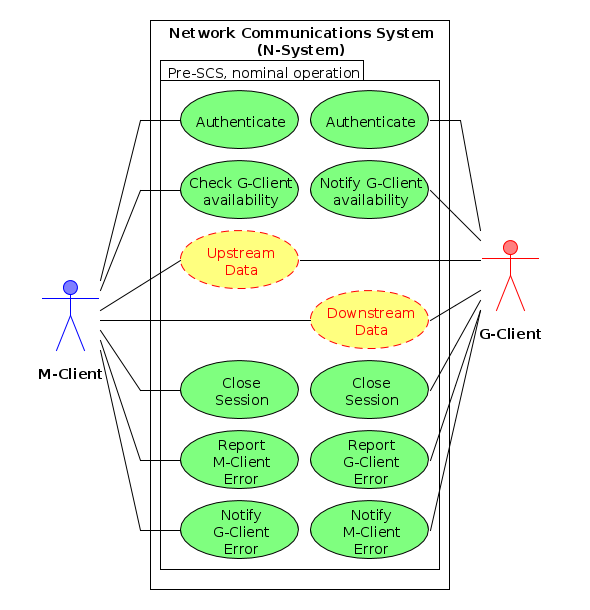 Network Communications System
(N-System)
Pre-SCS, nominal operation
Authenticate
Authenticate
Check G-Client
availability
Notify G-Client
availability
Upstream
Data
Downstream
Data
M-Client
G-Client
Close
Session
Close
Session
Report
M-Client
Error
Report
G-Client
Error
Notify
G-Client
Error
Notify
M-Client
Error